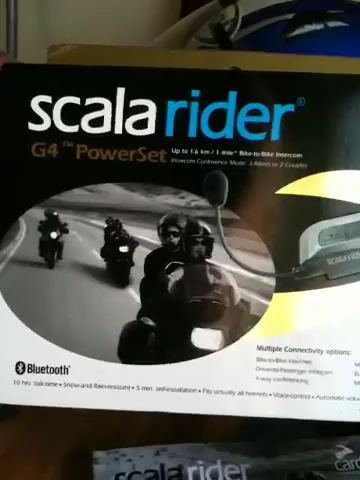 scala rider®
G4™ PowerSet Up to 1.6 km / 1 mile* Bike-to-Bike Intercom
Intercom Conference Mode: 3 Riders or 2 Couples
SCALA RIDER
Multiple Connectivity options:
Bike-to-Bike Intercom
Driver-to-Passenger Intercom
4-way conferencing
Bluetooth®
10 hrs. talk-time • Snow-and Rain-resistant • 5 min. self-installation • Fits virtually all helmets • Voice-control • Automatic
scala rider